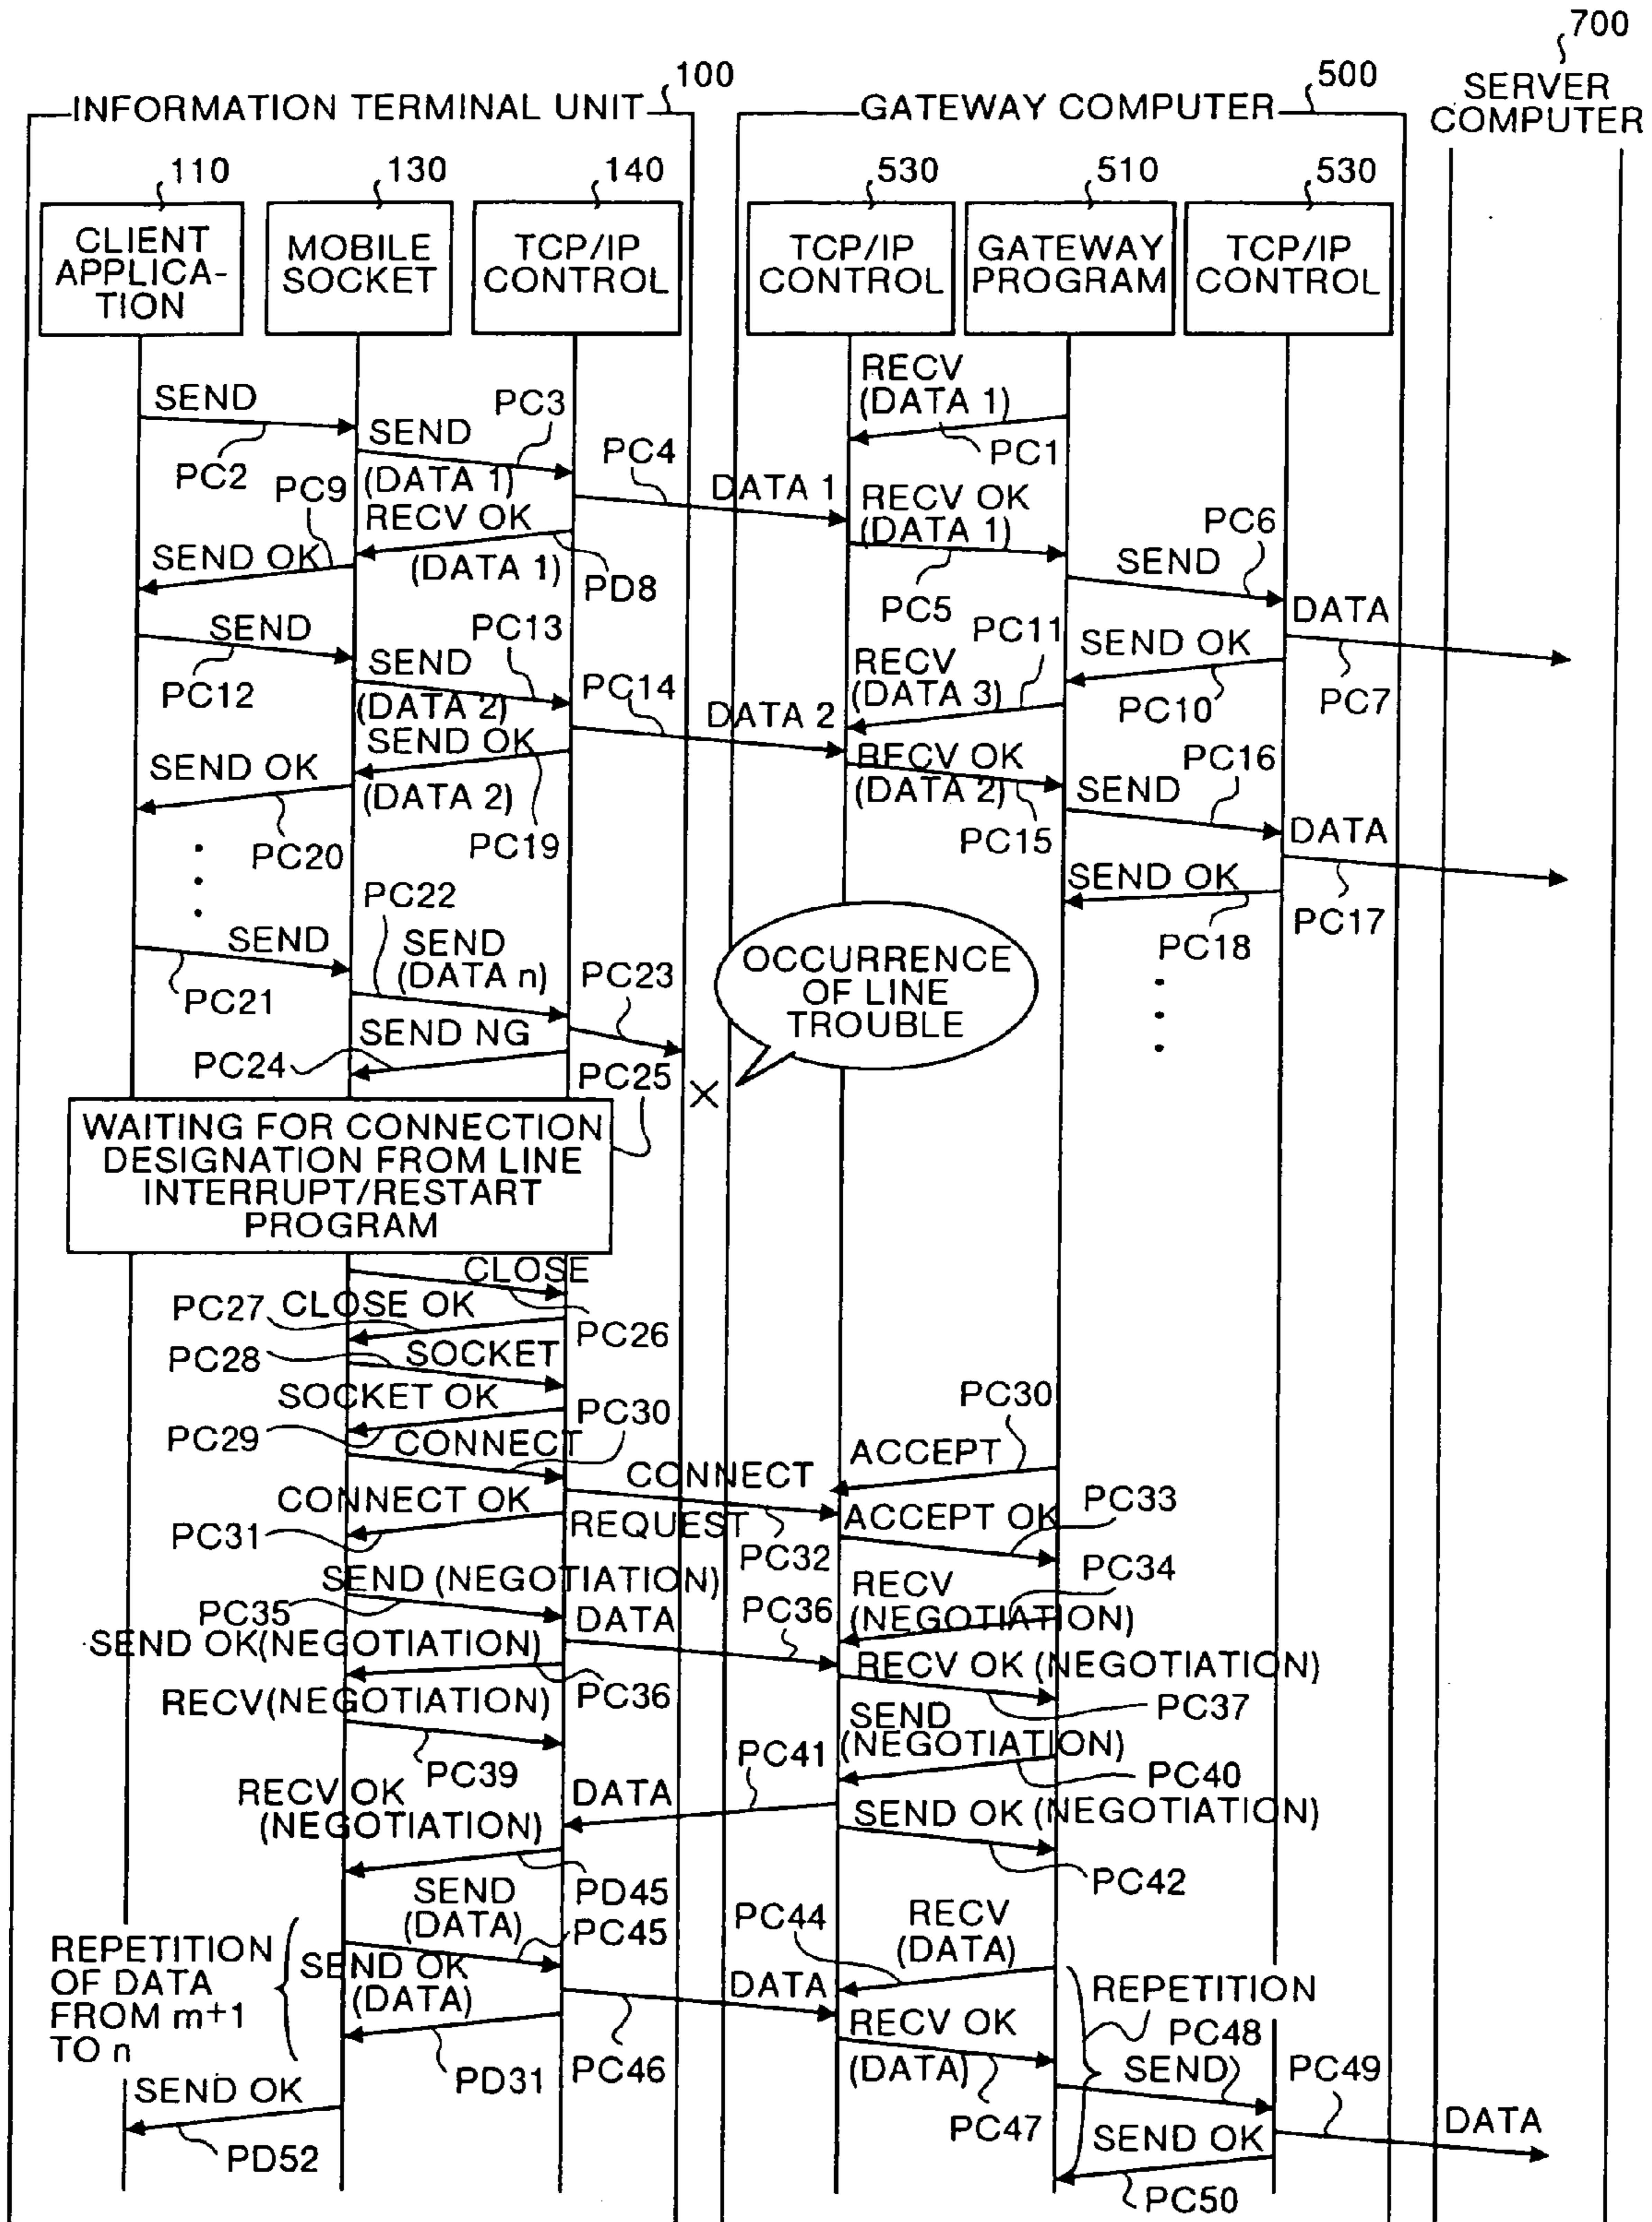 700
SERVER
COMPUTER
INFORMATION TERMINAL UNIT
100
GATEWAY COMPUTER
500
110
130
140
530
510
530
CLIENT
APPLICA-
TION
MOBILE
SOCKET
TCP/IP
CONTROL
TCP/IP
CONTROL
GATEWAY
PROGRAM
TCP/IP
CONTROL
RECV
(DATA 1)
PC1
SEND
PC2
SEND
(DATA 1)
PC3
PC4
DATA 1
RECV OK
(DATA 1)
PC5
PC6
SEND
DATA
PC7
RECV OK
(DATA 1)
PD8
PC9
SEND OK
SEND OK
PC10
PC11
RECV
(DATA 3)
SEND
PC12
SEND
(DATA 2)
PC13
PC14
DATA 2
RECV OK
(DATA 2)
PC15
PC16
SEND
DATA
PC17
SEND OK
PC18
SEND OK
(DATA 2)
PC19
SEND OK
PC20
SEND
PC21
PC22
SEND
(DATA n)
PC23
SEND NG
PC24
OCCURRENCE
OF LINE
TROUBLE
X
PC25
WAITING FOR CONNECTION
DESIGNATION FROM LINE
INTERRUPT/RESTART
PROGRAM
CLOSE
PC26
PC27
CLOSE OK
PC28
SOCKET
SOCKET OK
PC29
PC30
CONNECT
PC30
ACCEPT
CONNECT
REQUEST
PC32
CONNECT OK
PC31
ACCEPT OK
PC33
PC34
RECV
(NEGOTIATION)
SEND (NEGOTIATION)
PC35
DATA
PC36
SEND OK(NEGOTIATION)
PC36
RECV OK (NEGOTIATION)
PC37
RECV(NEGOTIATION)
PC39
SEND
(NEGOTIATION)
PC40
PC41
DATA
SEND OK (NEGOTIATION)
PC42
RECV OK
(NEGOTIATION)
PD45
SEND
(DATA)
PC45
PC44
RECV
(DATA)
REPETITION
OF DATA
FROM m+1
TO n
SEND OK
(DATA)
PD31
DATA
PC46
RECV OK
(DATA)
PC47
REPETITION
PC48
SEND
PC49
DATA
SEND OK
PC50
SEND OK
PD52